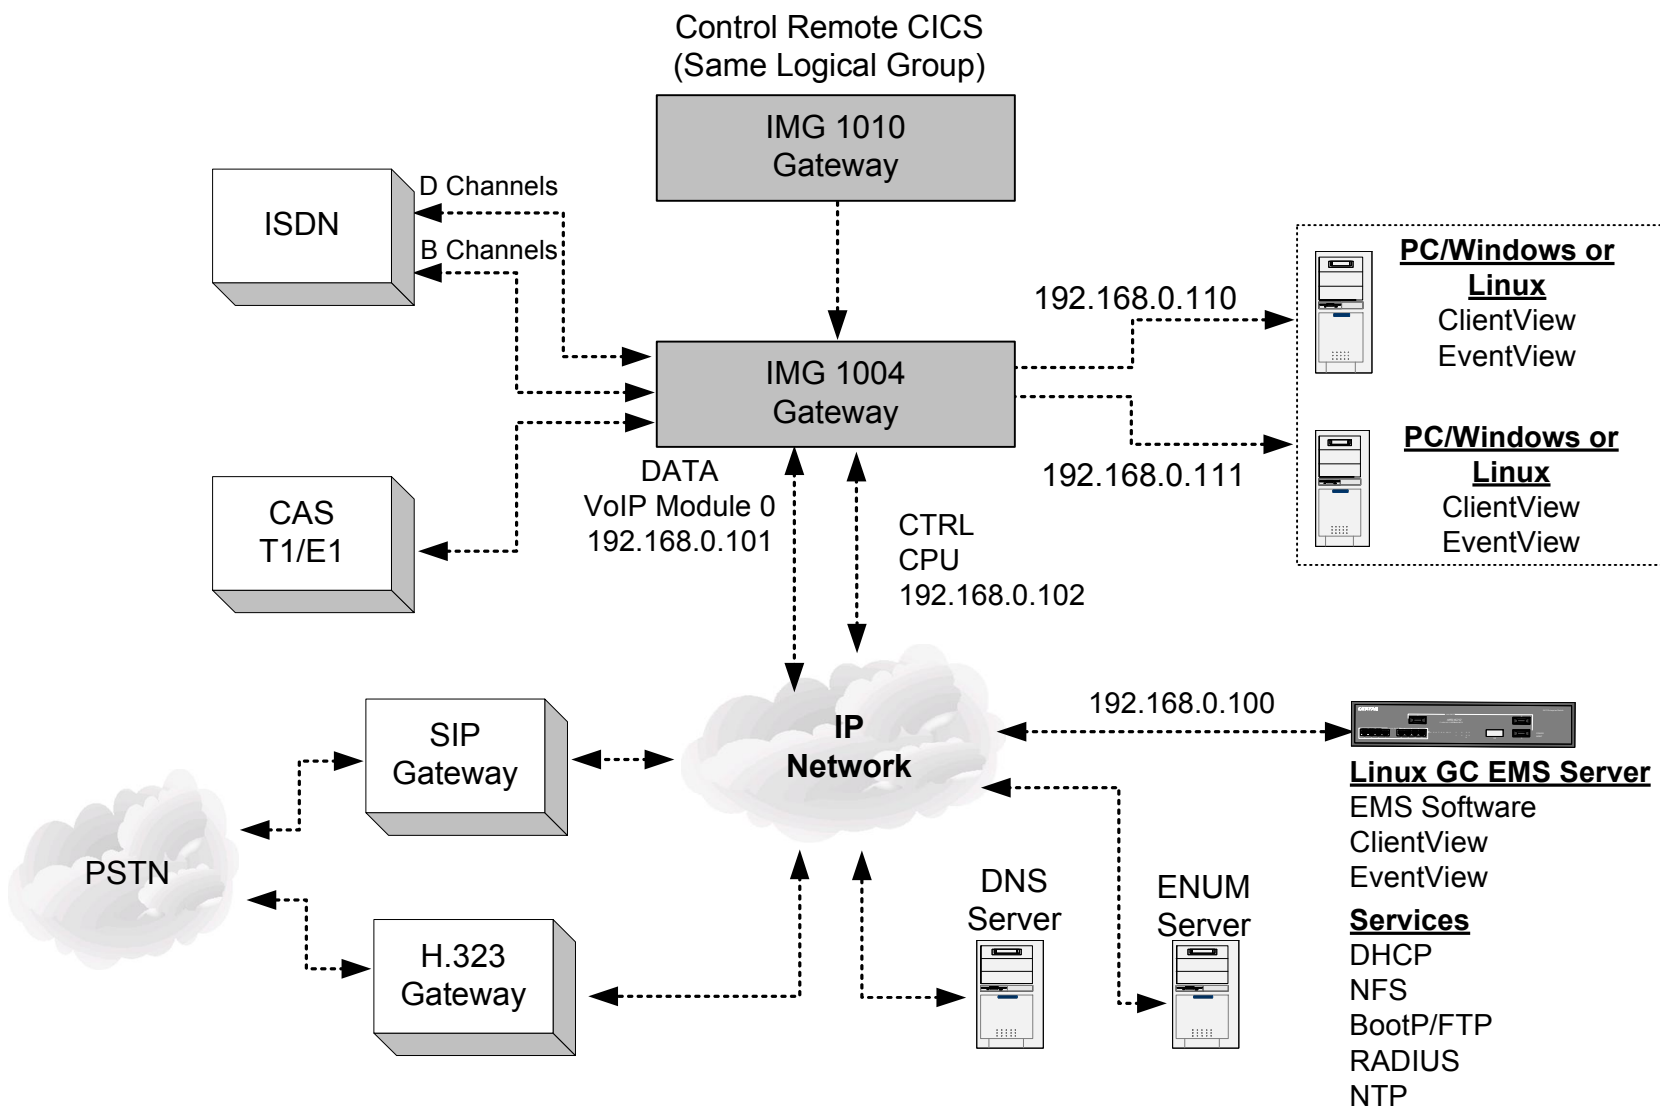 Control Remote CICS
(Same Logical Group)
IMG 1010
Gateway
D Channels
ISDN
B Channels
192.168.0.110
PC/Windows or
Linux
ClientView
EventView
IMG 1004
Gateway
192.168.0.111
PC/Windows or
Linux
ClientView
EventView
CAS
T1/E1
DATA
VoIP Module 0
192.168.0.101
CTRL
CPU
192.168.0.102
192.168.0.100
SIP
Gateway
IP
Network
Linux GC EMS Server
EMS Software
ClientView
EventView
PSTN
DNS
Server
ENUM
Server
H.323
Gateway
Services
DHCP
NFS
BootP/FTP
RADIUS
NTP